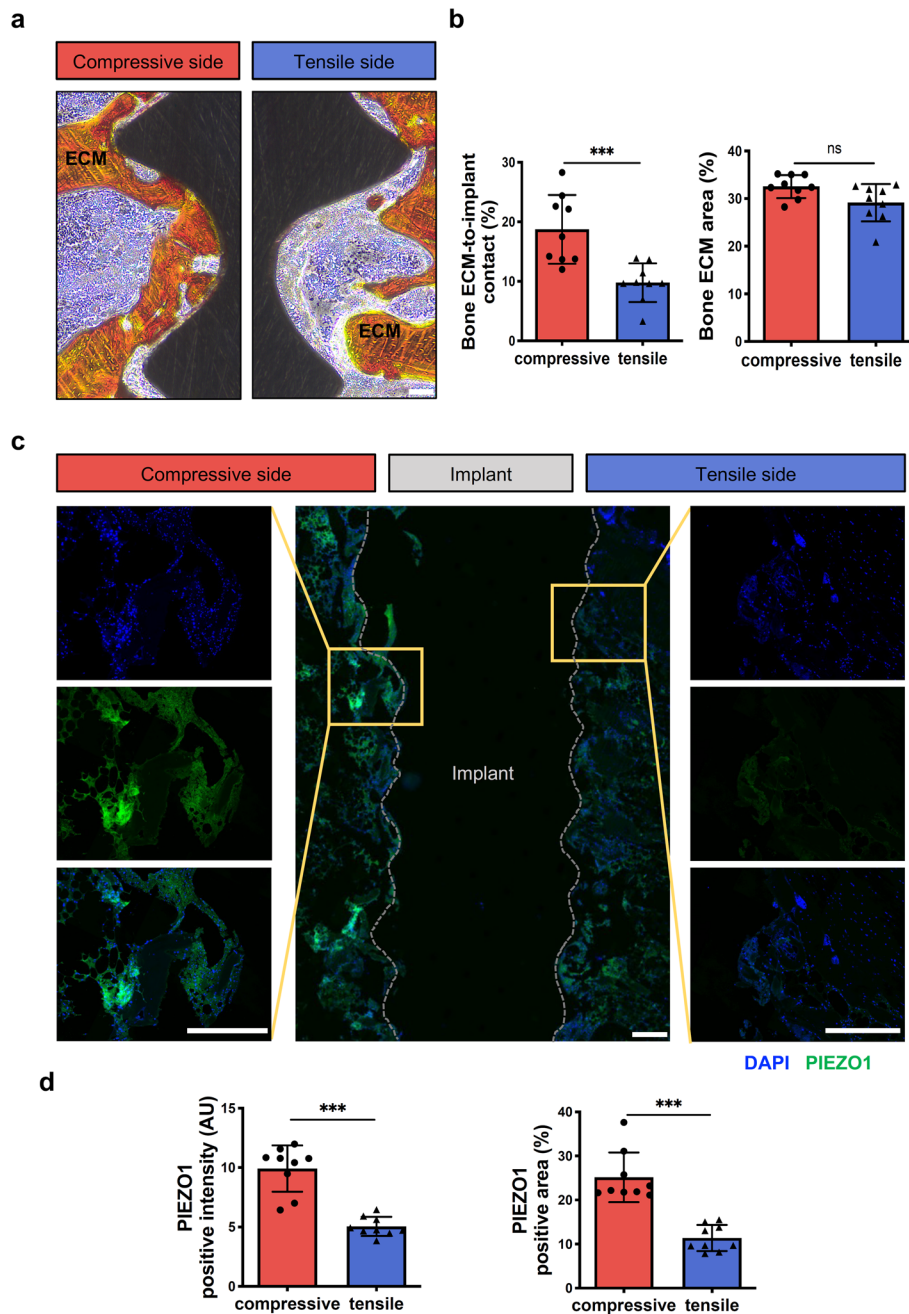 a
Compressive side
Tensile side
ECM
ECM
b
Bone ECM-to-implant
contact (%)
30
20
10
0
***
compressive
tensile
Bone ECM area (%)
40
30
20
10
0
ns
compressive
tensile
c
Compressive side
Implant
Tensile side
Implant
DAPI PIEZO1
d
PIEZO1
positive intensity (AU)
15
10
5
0
***
compressive
tensile
PIEZO1
positive area (%)
40
30
20
10
0
***
compressive
tensile